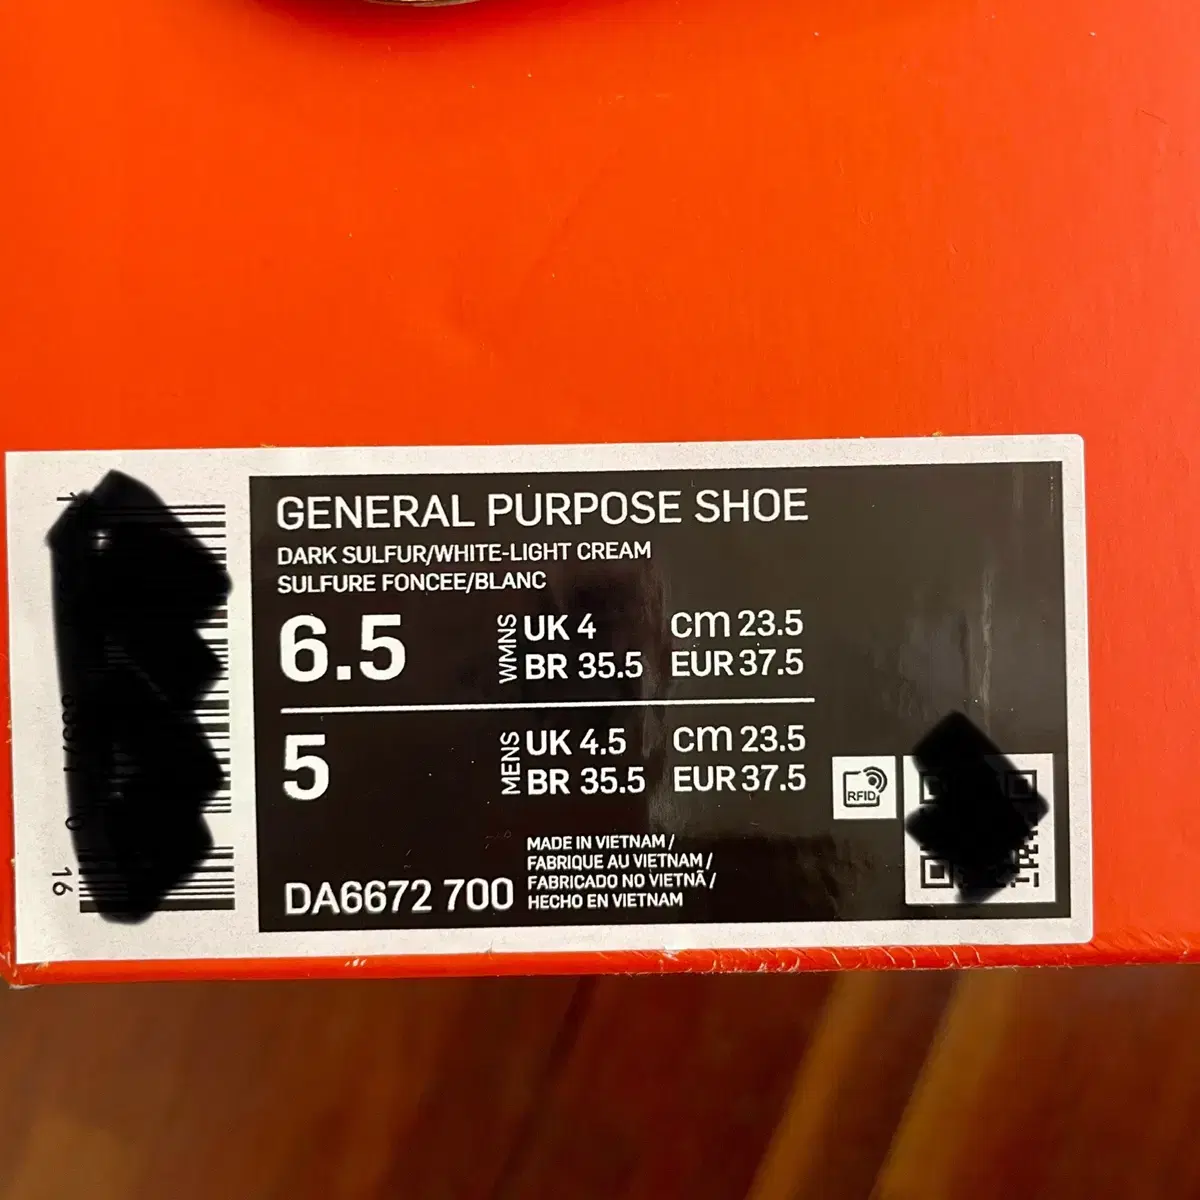 GENERAL PURPOSE SHOE
DARK SULFUR/WHITE-LIGHT CREAM
SULFURE FONCEE/BLANC
6.5 WMNS UK 4 CM 23.5
BR 35.5 EUR 37.5
5 MENS UK 4.5 CM 23.5
BR 35.5 EUR 37.5
RFID
MADE IN VIETNAM /
FABRIQUE AU VIETNAM /
FABRICADO NO VIETNÃ /
HECHO EN VIETNAM
DA6672 700
16